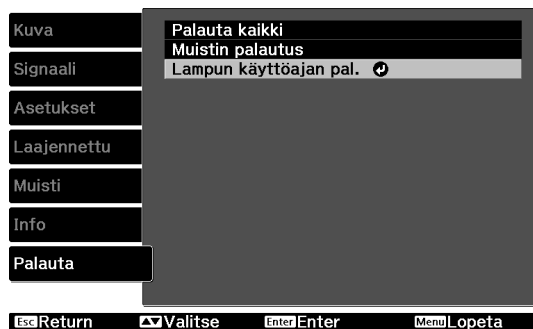 Kuva
Signaali
Asetukset
Laajennettu
Muisti
Info
Palauta
Palauta kaikki
Muistin palautus
Lampun käyttöajan pal.
Esc Return Valitse Enter Enter Menu Lopeta